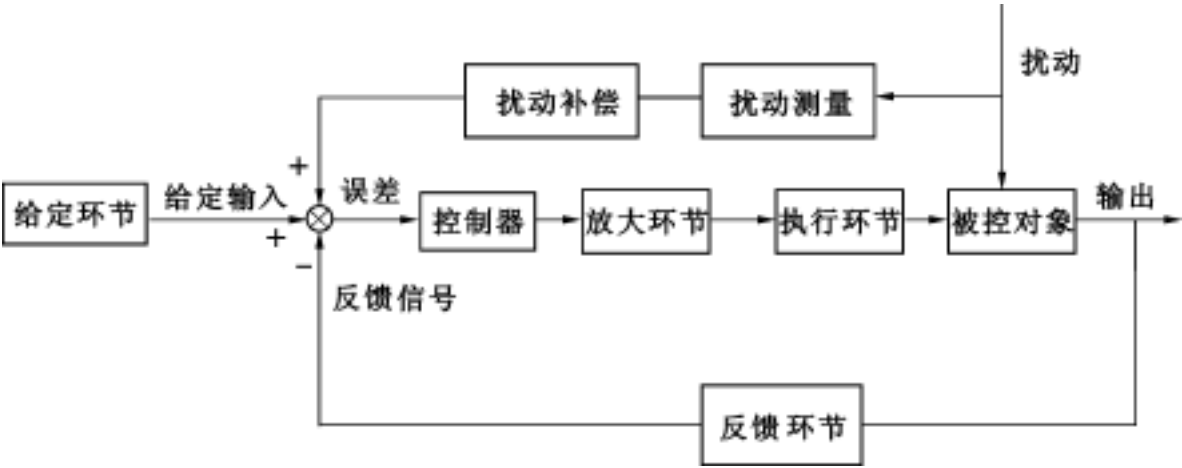 扰动
扰动补偿
扰动测量
+
给定环节
给定输入
误差
控制器
放大环节
执行环节
被控对象
输出
+
−
反馈信号
反馈环节